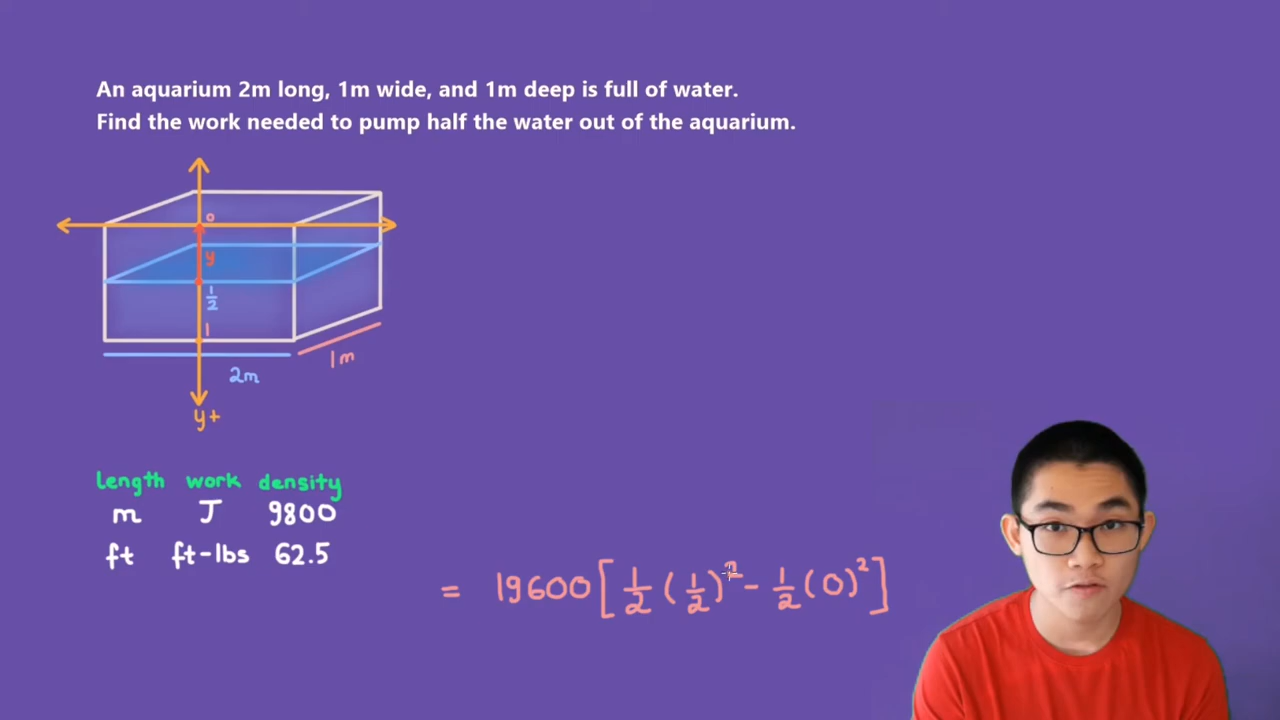 An aquarium 2m long, 1m wide, and 1m deep is full of water.
Find the work needed to pump half the water out of the aquarium.
0
y
1/2
1
1m
2m
y+
length work density
m J 9800
ft ft-lbs 62.5
= 19600[1/2(1/2)² - 1/2(0)²]